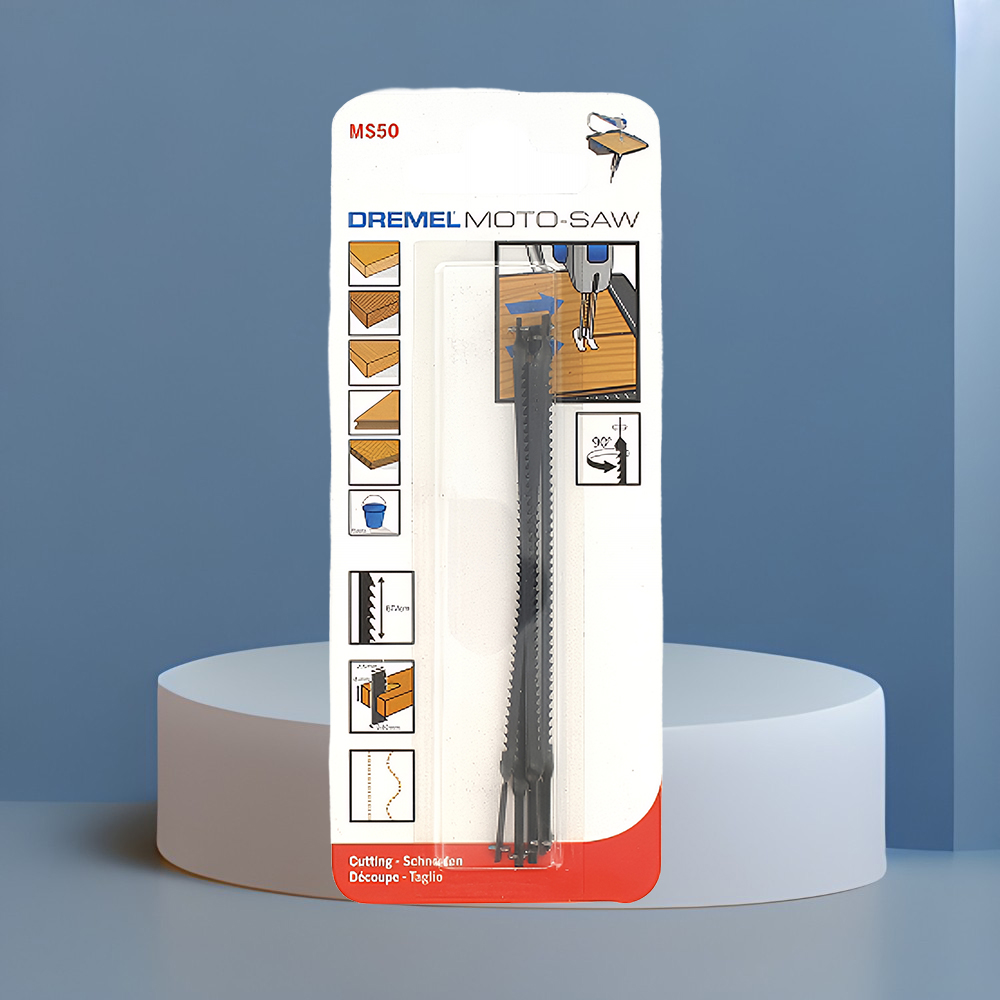 MS50
DREMEL MOTO-SAW
90°
Cutting - Schneiden
Découpe - Taglio